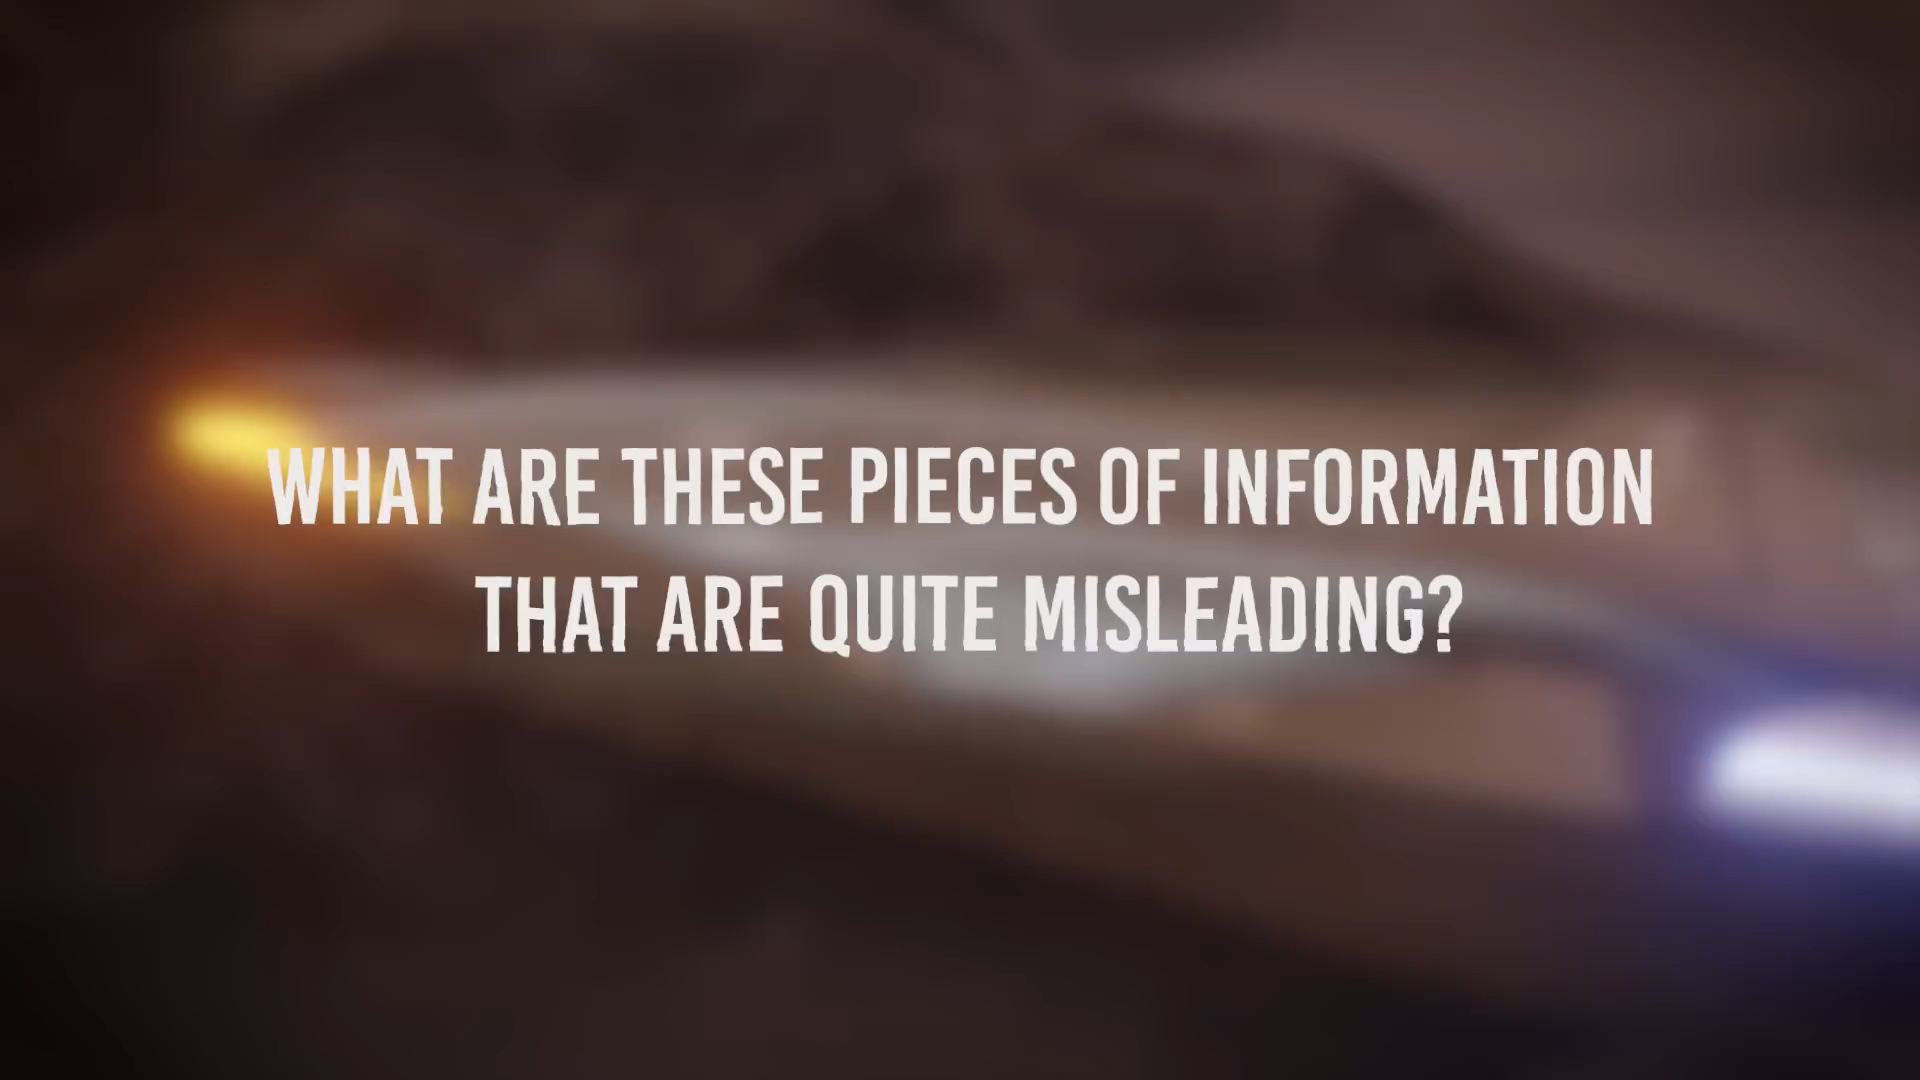 WHAT ARE THESE PIECES OF INFORMATION
THAT ARE QUITE MISLEADING?